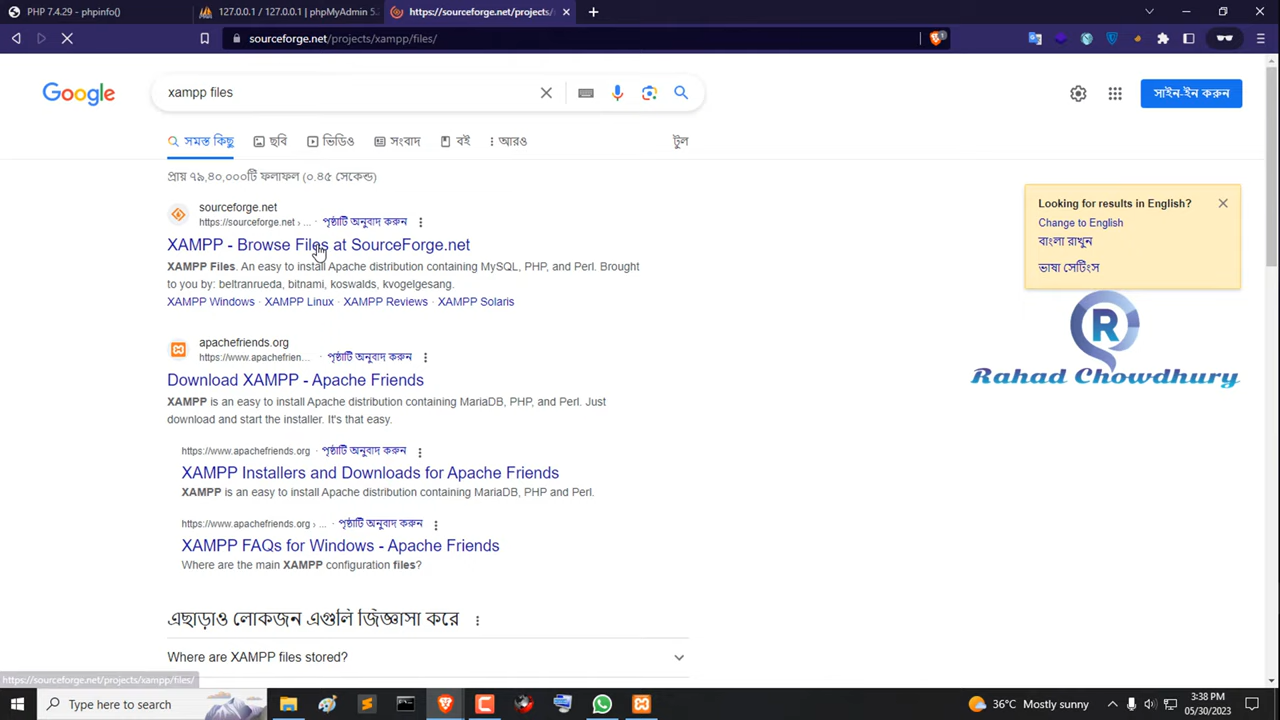 PHP 7.4.29 - phpinfo()
127.0.0.1 / 127.0.0.1 | phpMyAdmin 5.
https://sourceforge.net/projects/
sourceforge.net/projects/xampp/files/
1
Google
xampp files
সাইন-ইন করুন
সমস্ত কিছু
ছবি
ভিডিও
সংবাদ
বই
আরও
টুল
প্রায় ৭৯,৪০,০০০টি ফলাফল (০.৪৫ সেকেন্ড)
sourceforge.net
https://sourceforge.net › ... · পৃষ্ঠাটি অনুবাদ করুন
XAMPP - Browse Files at SourceForge.net
XAMPP Files. An easy to install Apache distribution containing MySQL, PHP, and Perl. Brought
to you by: beltranrueda, bitnami, koswalds, kvogelgesang.
XAMPP Windows · XAMPP Linux · XAMPP Reviews · XAMPP Solaris
Looking for results in English?
Change to English
বাংলা রাখুন
ভাষা সেটিংস
R
Rahad Chowdhury
apachefriends.org
https://www.apachefrien... · পৃষ্ঠাটি অনুবাদ করুন
Download XAMPP - Apache Friends
XAMPP is an easy to install Apache distribution containing MariaDB, PHP, and Perl. Just
download and start the installer. It's that easy.
https://www.apachefriends.org · পৃষ্ঠাটি অনুবাদ করুন
XAMPP Installers and Downloads for Apache Friends
XAMPP is an easy to install Apache distribution containing MariaDB, PHP and Perl.
https://www.apachefriends.org › ... · পৃষ্ঠাটি অনুবাদ করুন
XAMPP FAQs for Windows - Apache Friends
Where are the main XAMPP configuration files?
এছাড়াও লোকজন এগুলি জিজ্ঞাসা করে
Where are XAMPP files stored?
https://sourceforge.net/projects/xampp/files/
Type here to search
36°C Mostly sunny
3:38 PM
05/30/2023